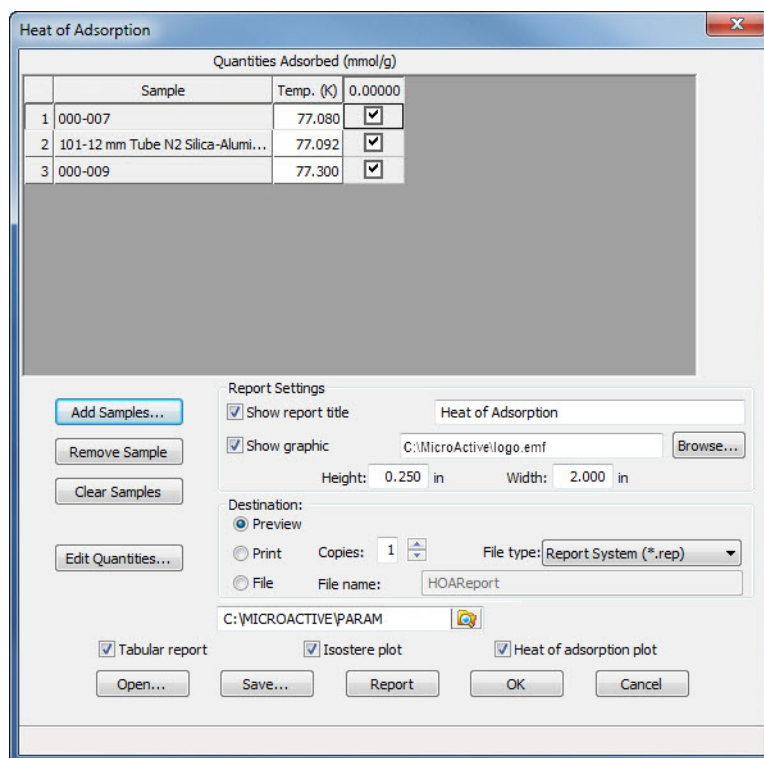 Heat of Adsorption
Quantities Adsorbed (mmol/g)
Sample Temp. (K) 0.00000
1 000-007 77.080
2 101-12 mm Tube N2 Silica-Alumi... 77.092
3 000-009 77.300
Report Settings
Add Samples... Show report title Heat of Adsorption
Remove Sample Show graphic C:\MicroActive\logo.emf Browse...
Height: 0.250 in Width: 2.000 in
Clear Samples
Destination:
Preview
Edit Quantities... Print Copies: 1 File type: Report System (*.rep)
File File name: HOAReport
C:\MICROACTIVE\PARAM
Tabular report Isostere plot Heat of adsorption plot
Open... Save... Report OK Cancel